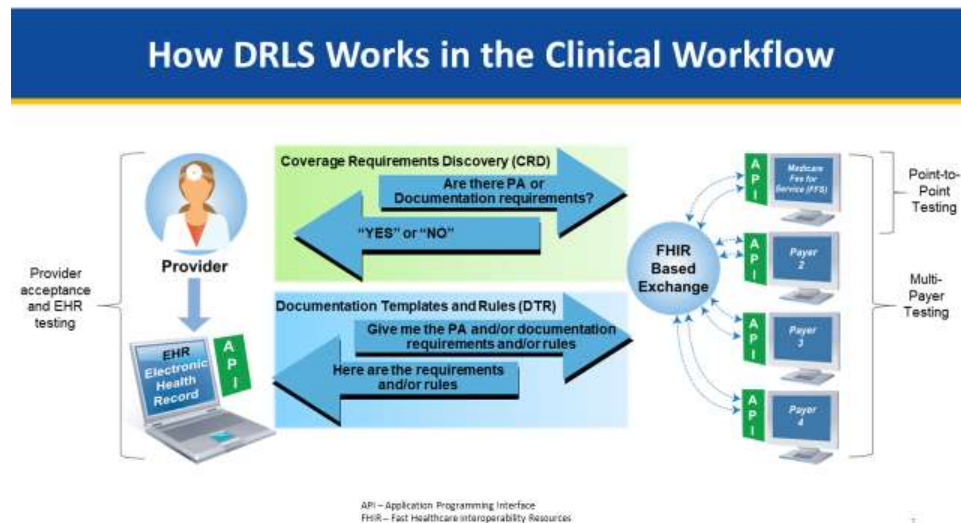 How DRLS Works in the Clinical Workflow
Provider
acceptance
and EHR
testing
Provider
EHR
Electronic
Health
Record
API
Coverage Requirements Discovery (CRD)
Are there PA or
Documentation requirements?
"YES" or "NO"
Documentation Templates and Rules (DTR)
Give me the PA and/or documentation
requirements and/or rules
Here are the requirements
and/or rules
FHIR
Based
Exchange
API
Medicare
Fee for
Service (FFS)
API
Payer
2
API
Payer
3
API
Payer
4
Point-to-
Point
Testing
Multi-
Payer
Testing
API – Application Programming Interface
FHIR – Fast Healthcare Interoperability Resources